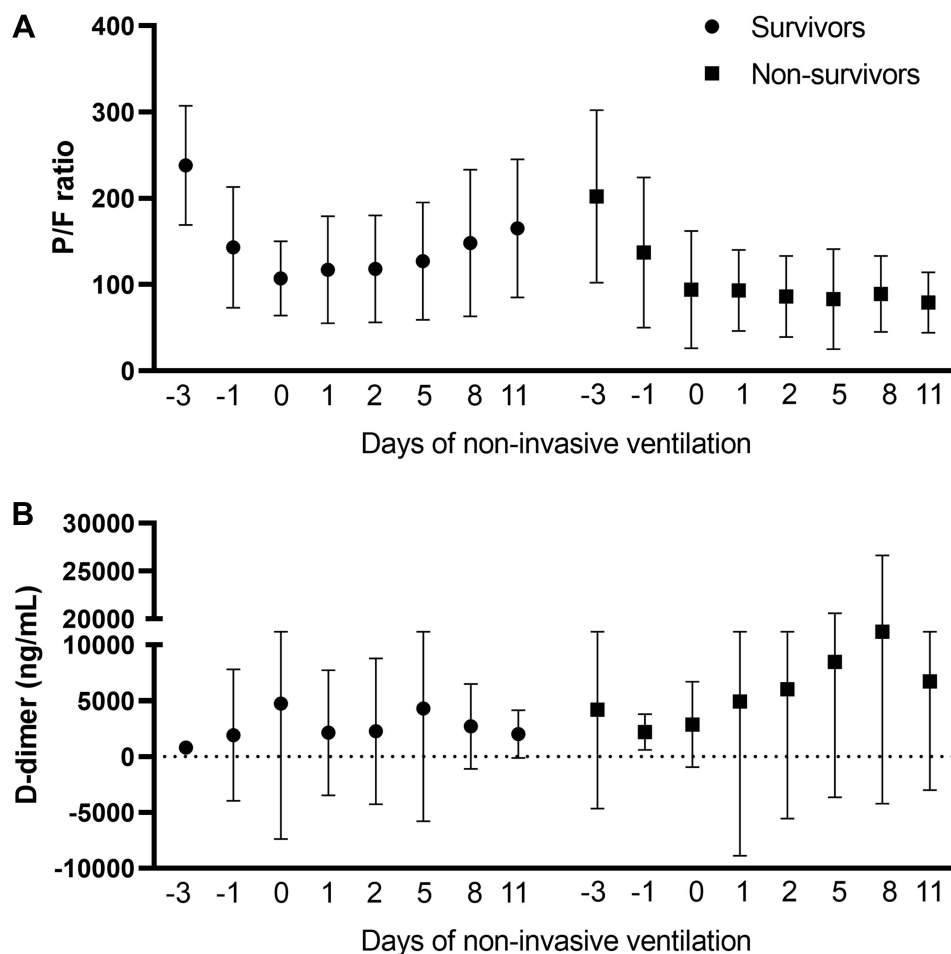 A
400
300
200
100
0
P/F ratio
Survivors
Non-survivors
-3 -1 0 1 2 5 8 11 -3 -1 0 1 2 5 8 11
Days of non-invasive ventilation
B
30000
25000
20000
10000
5000
0
-5000
-10000
D-dimer (ng/mL)
-3 -1 0 1 2 5 8 11 -3 -1 0 1 2 5 8 11
Days of non-invasive ventilation